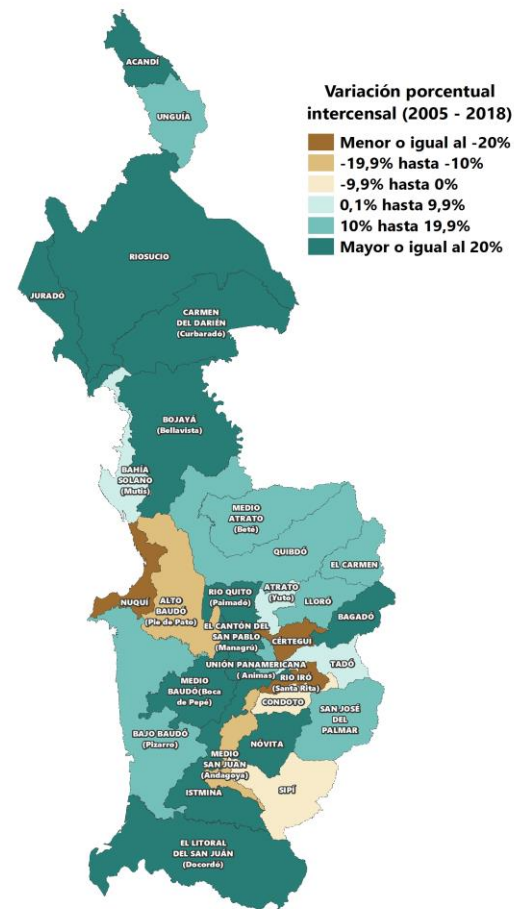 Variación porcentual
intercensal (2005 - 2018)
Menor o igual al -20%
-19,9% hasta -10%
-9,9% hasta 0%
0,1% hasta 9,9%
10% hasta 19,9%
Mayor o igual al 20%
ACANDÍ
UNGUÍA
RIOSUCIO
JURADÓ
CARMEN
DEL DARIÉN
(Curbaradó)
BOJAYÁ
(Bellavista)
BAHÍA
SOLANO
(Mutis)
MEDIO
ATRATO
(Beté)
QUIBDÓ
EL CARMEN
NUQUÍ
ALTO
BAUDÓ
(Pie de Pato)
RIO QUITO
(Paimadó)
ATRATO
(Yuto)
LLORÓ
BAGADÓ
EL CANTÓN DEL
SAN PABLO
(Managrú)
CÉRTEGUI
UNIÓN PANAMERICANA
(Animas)
TADÓ
MEDIO
BAUDÓ(Boca
de Pepé)
RIO IRÓ
(Santa Rita)
CONDOTO
SAN JOSÉ
DEL
PALMAR
BAJO BAUDÓ
(Pizarro)
NÓVITA
MEDIO
SAN JUAN
(Andagoya)
ISTMINA
SIPÍ
EL LITORAL
DEL SAN JUÁN
(Docordó)